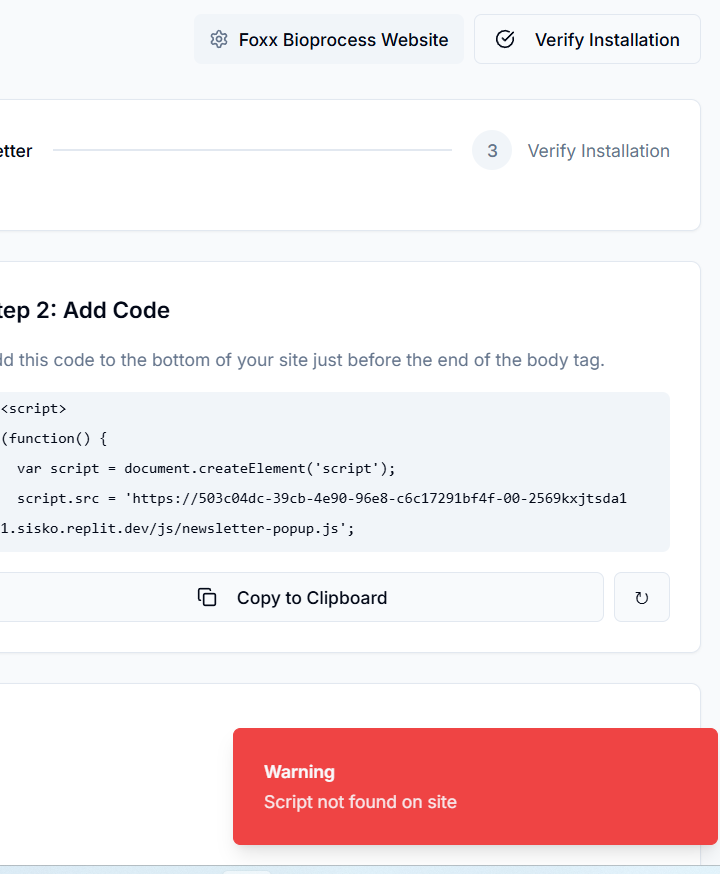 Foxx Bioprocess Website
Verify Installation
etter
3
Verify Installation
tep 2: Add Code
dd this code to the bottom of your site just before the end of the body tag.
<script>
(function() {
  var script = document.createElement('script');
  script.src = 'https://503c04dc-39cb-4e90-96e8-c6c17291bf4f-00-2569kxjtsda1
1.sisko.replit.dev/js/newsletter-popup.js';
Copy to Clipboard
↻
Warning
Script not found on site